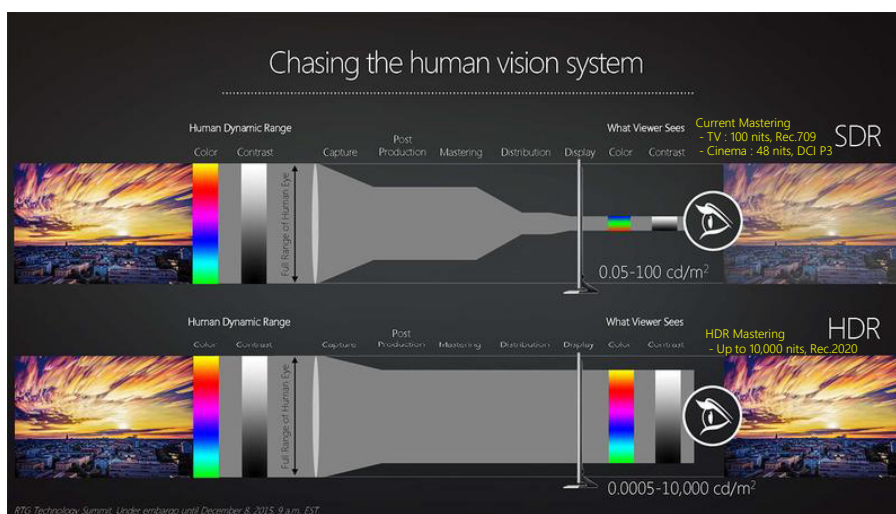 Chasing the human vision system
Current Mastering
- TV : 100 nits, Rec.709
- Cinema : 48 nits, DCI P3
SDR
Human Dynamic Range
What Viewer Sees
Color Contrast Capture Post Production Mastering Distribution Display Color Contrast
Full Range of Human Eye
0.05-100 cd/m²
HDR Mastering
- Up to 10,000 nits, Rec.2020
HDR
Human Dynamic Range
What Viewer Sees
Color Contrast Capture Post Production Mastering Distribution Display Color Contrast
Full Range of Human Eye
0.0005-10,000 cd/m²
RTG Technology Summit. Under embargo until December 8, 2015, 9 a.m. EST